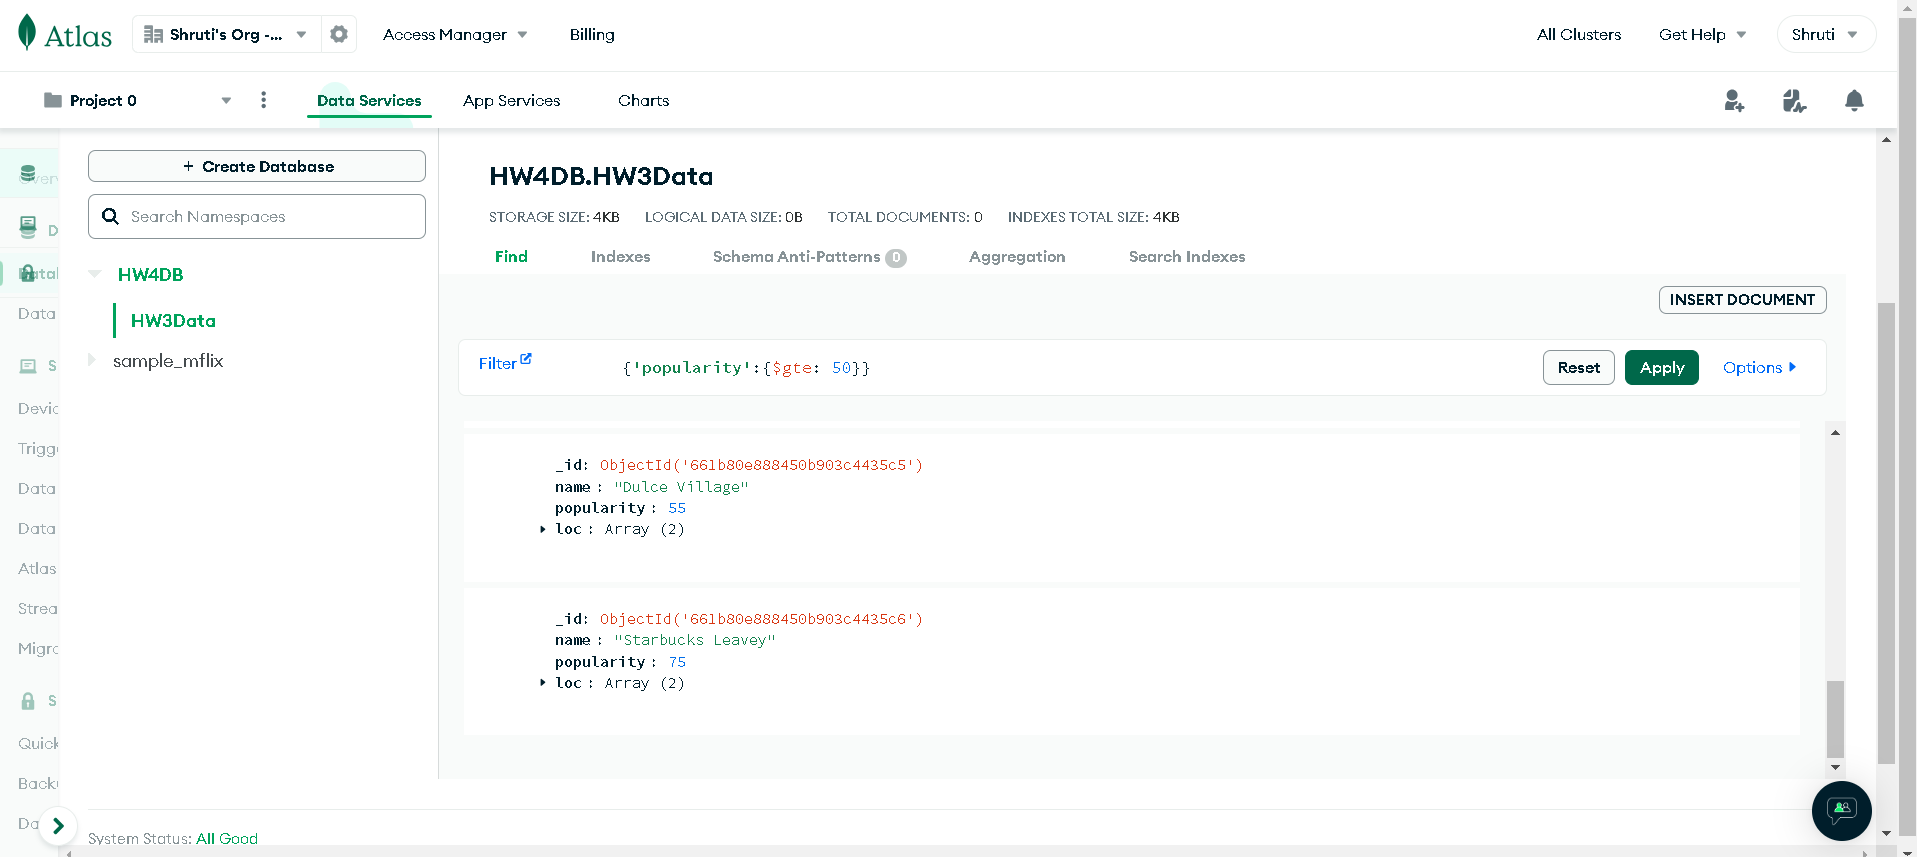 Atlas
Shruti's Org -...
Access Manager
Billing
All Clusters
Get Help
Shruti
Project 0
Data Services
App Services
Charts
+ Create Database
Search Namespaces
HW4DB
HW3Data
sample_mflix
Data
Devic
Trigg
Data
Data
Atlas
Strea
Migra
Quick
Back
Da
HW4DB.HW3Data
STORAGE SIZE: 4KB LOGICAL DATA SIZE: 0B TOTAL DOCUMENTS: 0 INDEXES TOTAL SIZE: 4KB
Find Indexes Schema Anti-Patterns 0 Aggregation Search Indexes
INSERT DOCUMENT
Filter {'popularity':{$gte: 50}} Reset Apply Options
_id: ObjectId('661b80e888450b903c4435c5')
name : "Dulce Village"
popularity : 55
loc : Array (2)
_id: ObjectId('661b80e888450b903c4435c6')
name : "Starbucks Leavey"
popularity : 75
loc : Array (2)
System Status: All Good